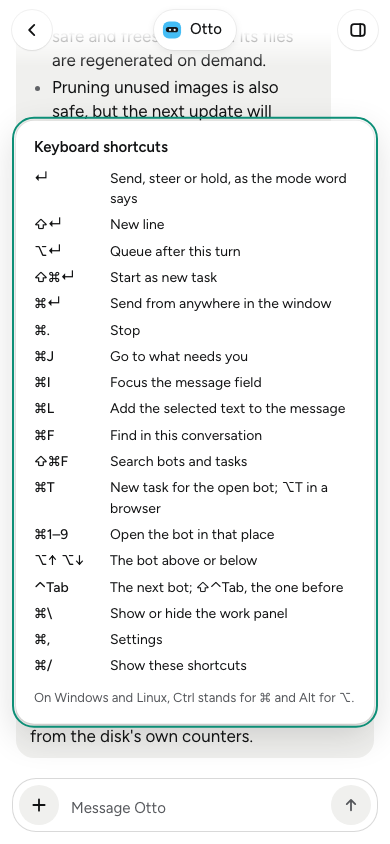 Otto
safe and frees
its files
are regenerated on demand.
• Pruning unused images is also
safe, but the next update will
Keyboard shortcuts
↵ Send, steer or hold, as the mode word
says
⇧↵ New line
⌥↵ Queue after this turn
⇧⌘↵ Start as new task
⌘↵ Send from anywhere in the window
⌘. Stop
⌘J Go to what needs you
⌘I Focus the message field
⌘L Add the selected text to the message
⌘F Find in this conversation
⇧⌘F Search bots and tasks
⌘T New task for the open bot; ⌥T in a
browser
⌘1–9 Open the bot in that place
⌥↑ ⌥↓ The bot above or below
^Tab The next bot; ⇧^Tab, the one before
⌘\ Show or hide the work panel
⌘, Settings
⌘/ Show these shortcuts
On Windows and Linux, Ctrl stands for ⌘ and Alt for ⌥.
from the disk's own counters.
Message Otto